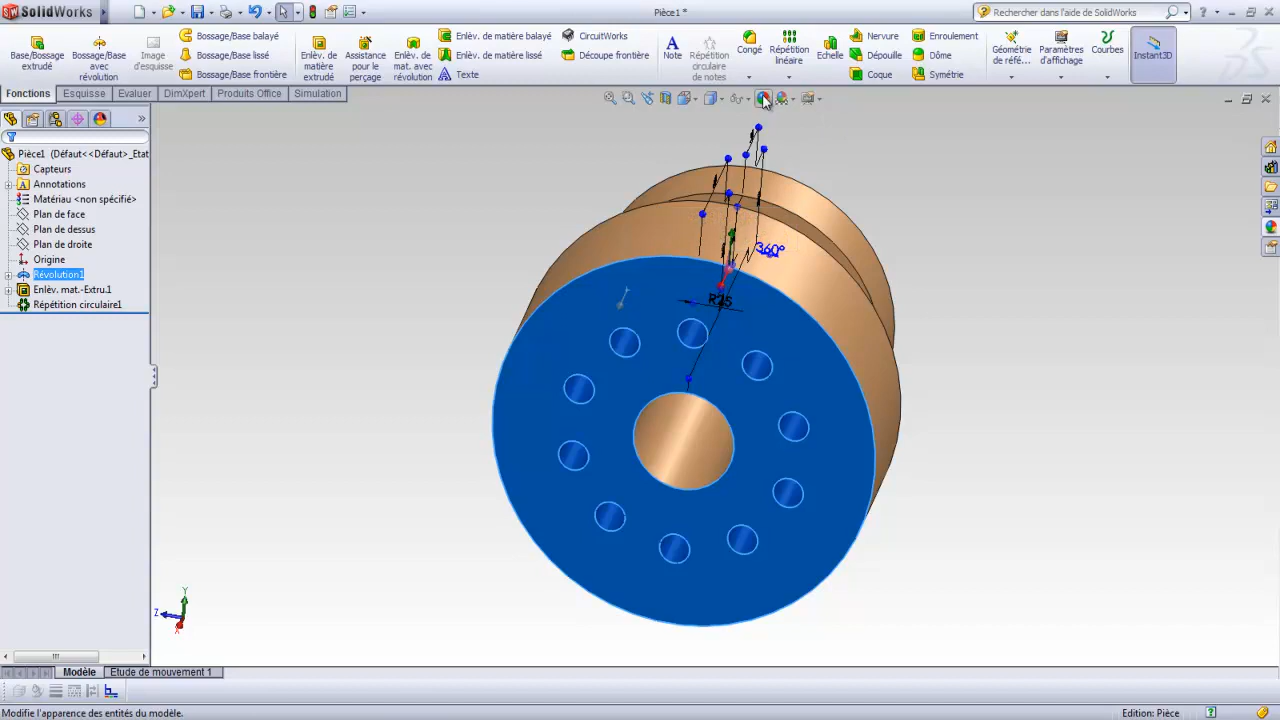 SolidWorks
Pièce1 *
Rechercher dans l'aide de SolidWorks
Base/Bossage extrudé
Bossage/Base avec révolution
Bossage/Base balayé
Bossage/Base lissé
Bossage/Base frontière
Image d'esquisse
Enlèv. de matière extrudé
Assistance pour le perçage
Enlèv. de mat. avec révolution
Enlèv. de matière balayé
Enlèv. de matière lissé
Texte
CircuitWorks
Découpe frontière
Note
Répétition circulaire de notes
Congé
Répétition linéaire
Echelle
Nervure
Dépouille
Coque
Enroulement
Dôme
Symétrie
Géométrie de réf...
Paramètres d'affichage
Courbes
Instant3D
Fonctions
Esquisse
Evaluer
DimXpert
Produits Office
Simulation
Pièce1 (Défaut<<Défaut>_Etat
Capteurs
Annotations
Matériau <non spécifié>
Plan de face
Plan de dessus
Plan de droite
Origine
Révolution1
Enlèv. mat.-Extru.1
Répétition circulaire1
360°
R25
Y
Z
X
Modèle
Etude de mouvement 1
Modifie l'apparence des entités du modèle.
Edition: Pièce